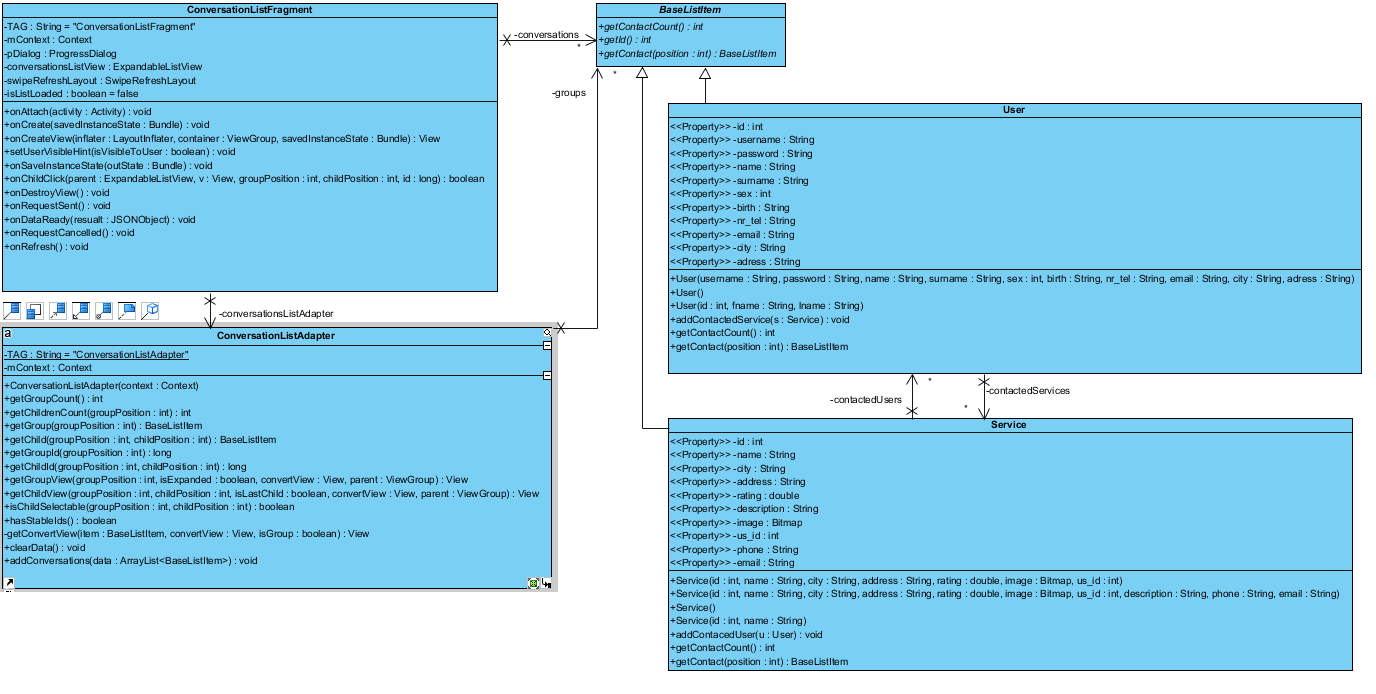 ConversationListFragment
-TAG : String = "ConversationListFragment"
-mContext : Context
-pDialog : ProgressDialog
-conversationsListView : ExpandableListView
-swipeRefreshLayout : SwipeRefreshLayout
-isListLoaded : boolean = false
+onAttach(activity : Activity) : void
+onCreate(savedInstanceState : Bundle) : void
+onCreateView(inflater : LayoutInflater, container : ViewGroup, savedInstanceState : Bundle) : View
+setUserVisibleHint(isVisibleToUser : boolean) : void
+onSaveInstanceState(outState : Bundle) : void
+onChildClick(parent : ExpandableListView, v : View, groupPosition : int, childPosition : int, id : long) : boolean
+onDestroyView() : void
+onRequestSent() : void
+onDataReady(resualt : JSONObject) : void
+onRequestCancelled() : void
+onRefresh() : void
-conversations
*
BaseListItem
+getContactCount() : int
+getId() : int
+getContact(position : int) : BaseListItem
*
-groups
-conversationsListAdapter
a
ConversationListAdapter
-TAG : String = "ConversationListAdapter"
-mContext : Context
+ConversationListAdapter(context : Context)
+getGroupCount() : int
+getChildrenCount(groupPosition : int) : int
+getGroup(groupPosition : int) : BaseListItem
+getChild(groupPosition : int, childPosition : int) : BaseListItem
+getGroupId(groupPosition : int) : long
+getChildId(groupPosition : int, childPosition : int) : long
+getGroupView(groupPosition : int, isExpanded : boolean, convertView : View, parent : ViewGroup) : View
+getChildView(groupPosition : int, childPosition : int, isLastChild : boolean, convertView : View, parent : ViewGroup) : View
+isChildSelectable(groupPosition : int, childPosition : int) : boolean
+hasStableIds() : boolean
-getConvertView(item : BaseListItem, convertView : View, isGroup : boolean) : View
+clearData() : void
+addConversations(data : ArrayList<BaseListItem>) : void
User
<<Property>> -id : int
<<Property>> -username : String
<<Property>> -password : String
<<Property>> -name : String
<<Property>> -surname : String
<<Property>> -sex : int
<<Property>> -birth : String
<<Property>> -nr_tel : String
<<Property>> -email : String
<<Property>> -city : String
<<Property>> -adress : String
+User(username : String, password : String, name : String, surname : String, sex : int, birth : String, nr_tel : String, email : String, city : String, adress : String)
+User()
+User(id : int, fname : String, lname : String)
+addContactedService(s : Service) : void
+getContactCount() : int
+getContact(position : int) : BaseListItem
*
-contactedUsers
-contactedServices
*
Service
<<Property>> -id : int
<<Property>> -name : String
<<Property>> -city : String
<<Property>> -address : String
<<Property>> -rating : double
<<Property>> -description : String
<<Property>> -image : Bitmap
<<Property>> -us_id : int
<<Property>> -phone : String
<<Property>> -email : String
+Service(id : int, name : String, city : String, address : String, rating : double, image : Bitmap, us_id : int)
+Service(id : int, name : String, city : String, address : String, rating : double, image : Bitmap, us_id : int, description : String, phone : String, email : String)
+Service()
+Service(id : int, name : String)
+addContacedUser(u : User) : void
+getContactCount() : int
+getContact(position : int) : BaseListItem